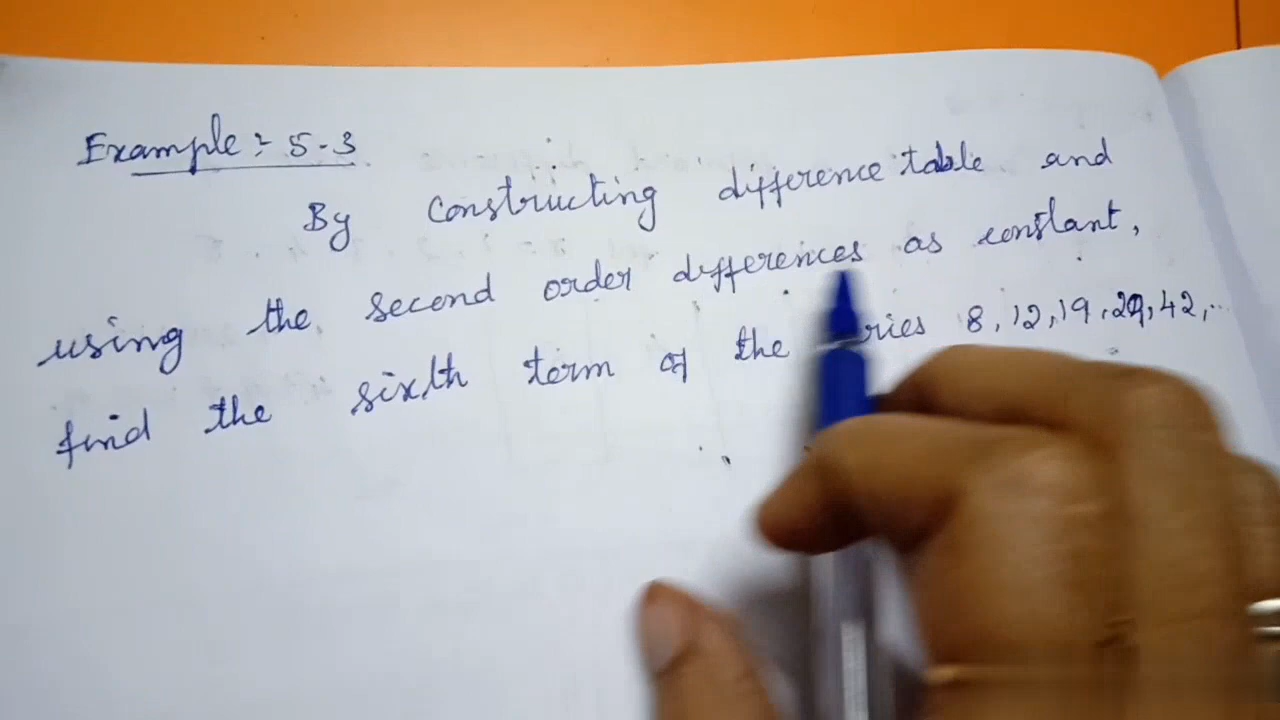 Example :- 5-3
By constructing difference table and
using the second order differences as constant,
find the sixth term of the series 8, 12, 19, 29, 42, ...